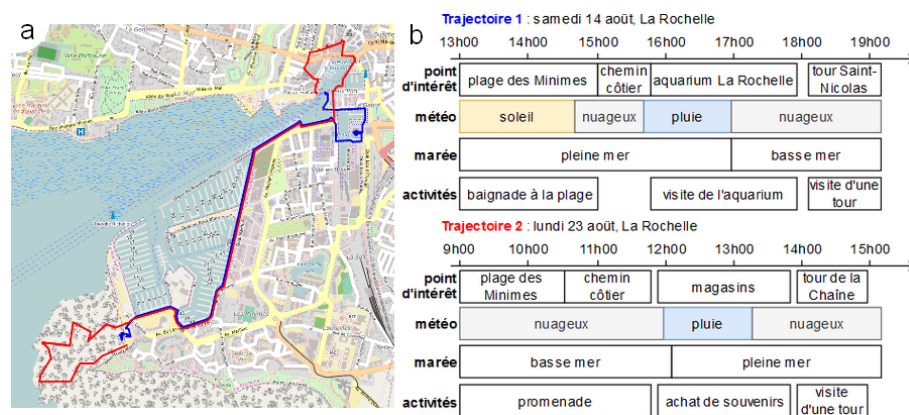 a
b
Trajectoire 1 : samedi 14 août, La Rochelle
13h00 14h00 15h00 16h00 17h00 18h00 19h00
point
d'intérêt
plage des Minimes
chemin
côtier
aquarium La Rochelle
tour Saint-
Nicolas
météo
soleil
nuageux
pluie
nuageux
marée
pleine mer
basse mer
activités
baignade à la plage
visite de l'aquarium
visite d'une
tour
Trajectoire 2 : lundi 23 août, La Rochelle
9h00 10h00 11h00 12h00 13h00 14h00 15h00
point
d'intérêt
plage des
Minimes
chemin
côtier
magasins
tour de la
Chaîne
météo
nuageux
pluie
nuageux
marée
basse mer
pleine mer
activités
promenade
achat de souvenirs
visite
d'une tour